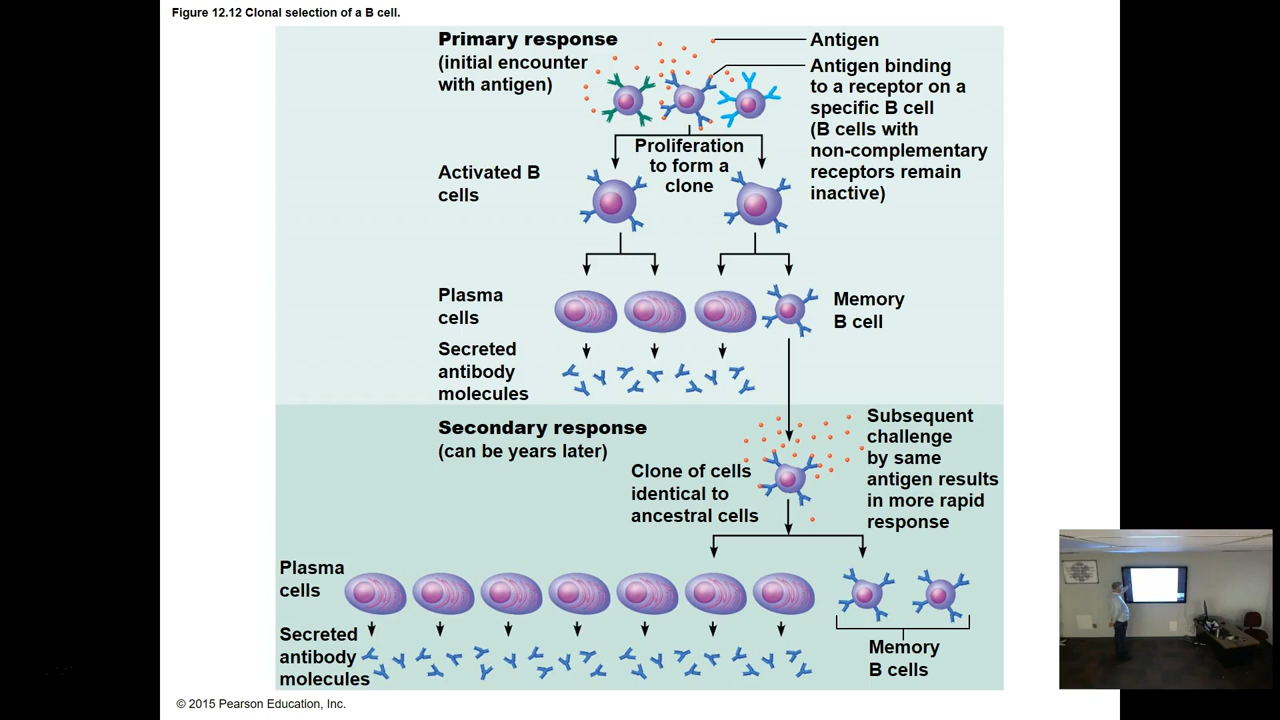 Figure 12.12 Clonal selection of a B cell.
Primary response
(initial encounter
with antigen)
Antigen
Antigen binding
to a receptor on a
specific B cell
(B cells with
non-complementary
receptors remain
inactive)
Proliferation
to form a
clone
Activated B
cells
Plasma
cells
Memory
B cell
Secreted
antibody
molecules
Secondary response
(can be years later)
Subsequent
challenge
by same
antigen results
in more rapid
response
Clone of cells
identical to
ancestral cells
Plasma
cells
Secreted
antibody
molecules
Memory
B cells
© 2015 Pearson Education, Inc.